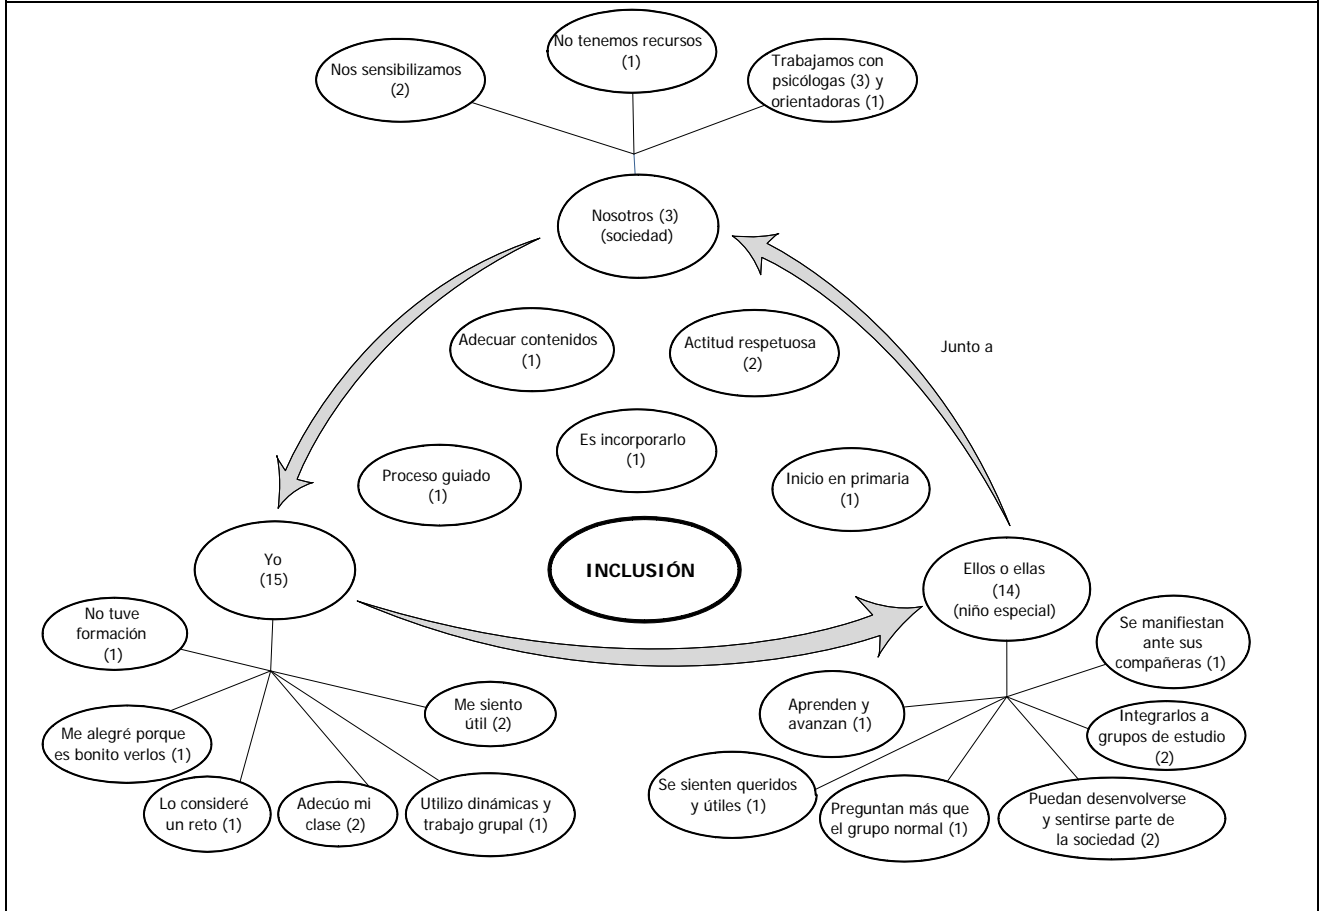 No tenemos recursos
(1)
Nos sensibilizamos
(2)
Trabajamos con
psicólogas (3) y
orientadoras (1)
Nosotros (3)
(sociedad)
Adecuar contenidos
(1)
Actitud respetuosa
(2)
Junto a
Es incorporarlo
(1)
Proceso guiado
(1)
Inicio en primaria
(1)
Yo
(15)
INCLUSIÓN
Ellos o ellas
(14)
(niño especial)
No tuve
formación
(1)
Me alegré porque
es bonito verlos (1)
Lo consideré
un reto (1)
Adecúo mi
clase (2)
Utilizo dinámicas y
trabajo grupal (1)
Me siento
útil (2)
Se manifiestan
ante sus
compañeras (1)
Aprenden y
avanzan (1)
Integrarlos a
grupos de estudio
(2)
Se sienten queridos
y útiles (1)
Preguntan más que
el grupo normal (1)
Puedan desenvolverse
y sentirse parte de
la sociedad (2)